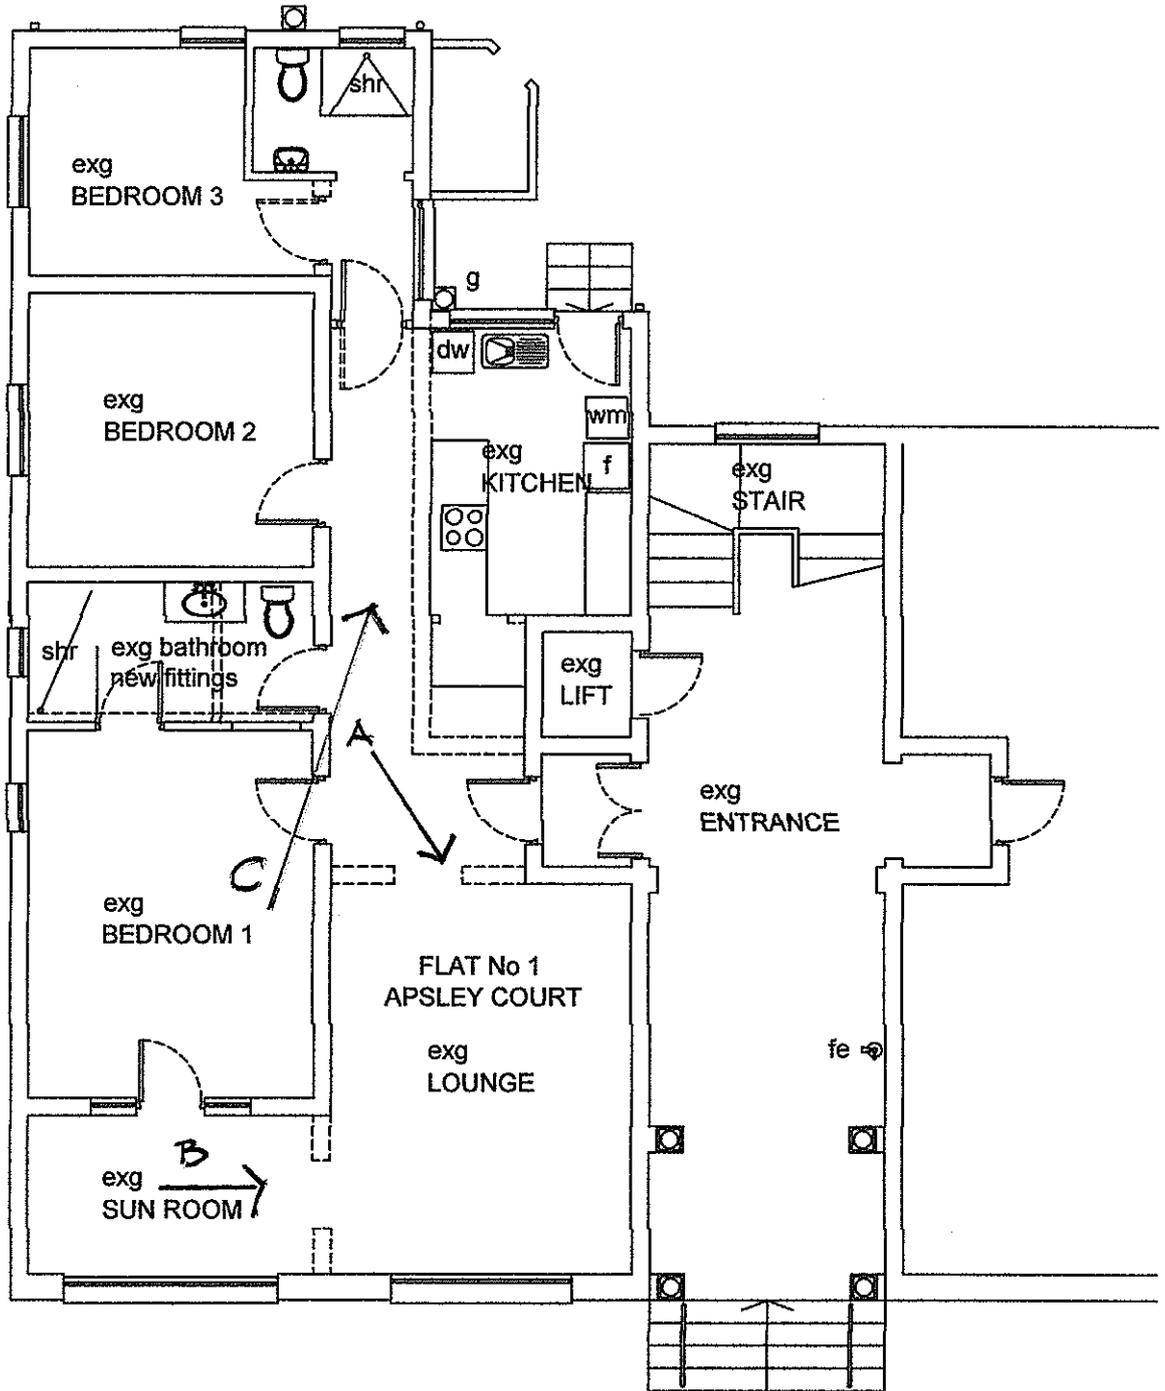 shr
exg
BEDROOM 3
g
dw
exg
BEDROOM 2
wm
exg
KITCHEN
f
exg
STAIR
shr
exg bathroom
new fittings
exg
LIFT
A
exg
ENTRANCE
C
exg
BEDROOM 1
FLAT No 1
APSLEY COURT
exg
LOUNGE
fe
B
exg
SUN ROOM